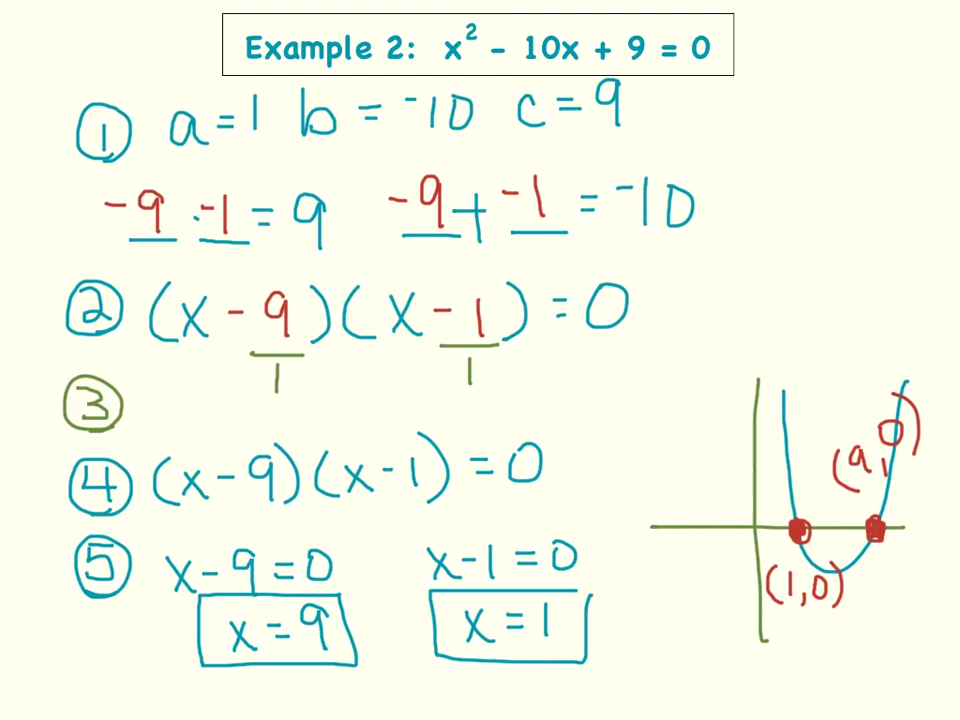 Example 2: x² - 10x + 9 = 0
① a = 1 b = -10 c = 9
-9 · -1 = 9 -9 + -1 = -10
② (x - 9)(x - 1) = 0
1 1
③
④ (x - 9)(x - 1) = 0
⑤ x - 9 = 0 x - 1 = 0
x = 9 x = 1
(9, 0)
(1, 0)